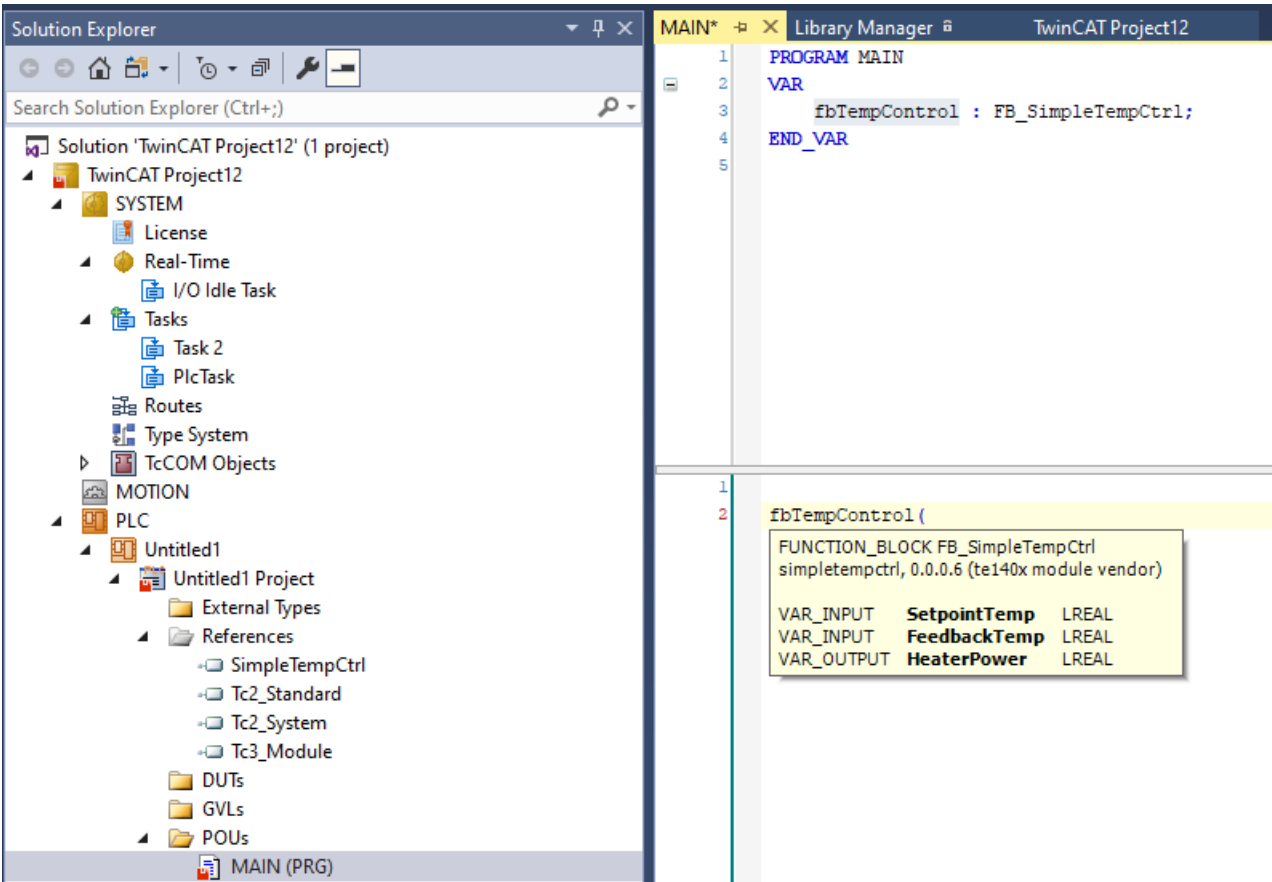 Solution Explorer
Search Solution Explorer (Ctrl+;)
Solution 'TwinCAT Project12' (1 project)
TwinCAT Project12
SYSTEM
License
Real-Time
I/O Idle Task
Tasks
Task 2
PlcTask
Routes
Type System
TcCOM Objects
MOTION
PLC
Untitled1
Untitled1 Project
External Types
References
SimpleTempCtrl
Tc2_Standard
Tc2_System
Tc3_Module
DUTs
GVLs
POUs
MAIN (PRG)
MAIN* Library Manager TwinCAT Project12
1 PROGRAM MAIN
2 VAR
3 fbTempControl : FB_SimpleTempCtrl;
4 END_VAR
5
1
2 fbTempControl(
FUNCTION_BLOCK FB_SimpleTempCtrl
simpletempctrl, 0.0.0.6 (te140x module vendor)
VAR_INPUT SetpointTemp LREAL
VAR_INPUT FeedbackTemp LREAL
VAR_OUTPUT HeaterPower LREAL